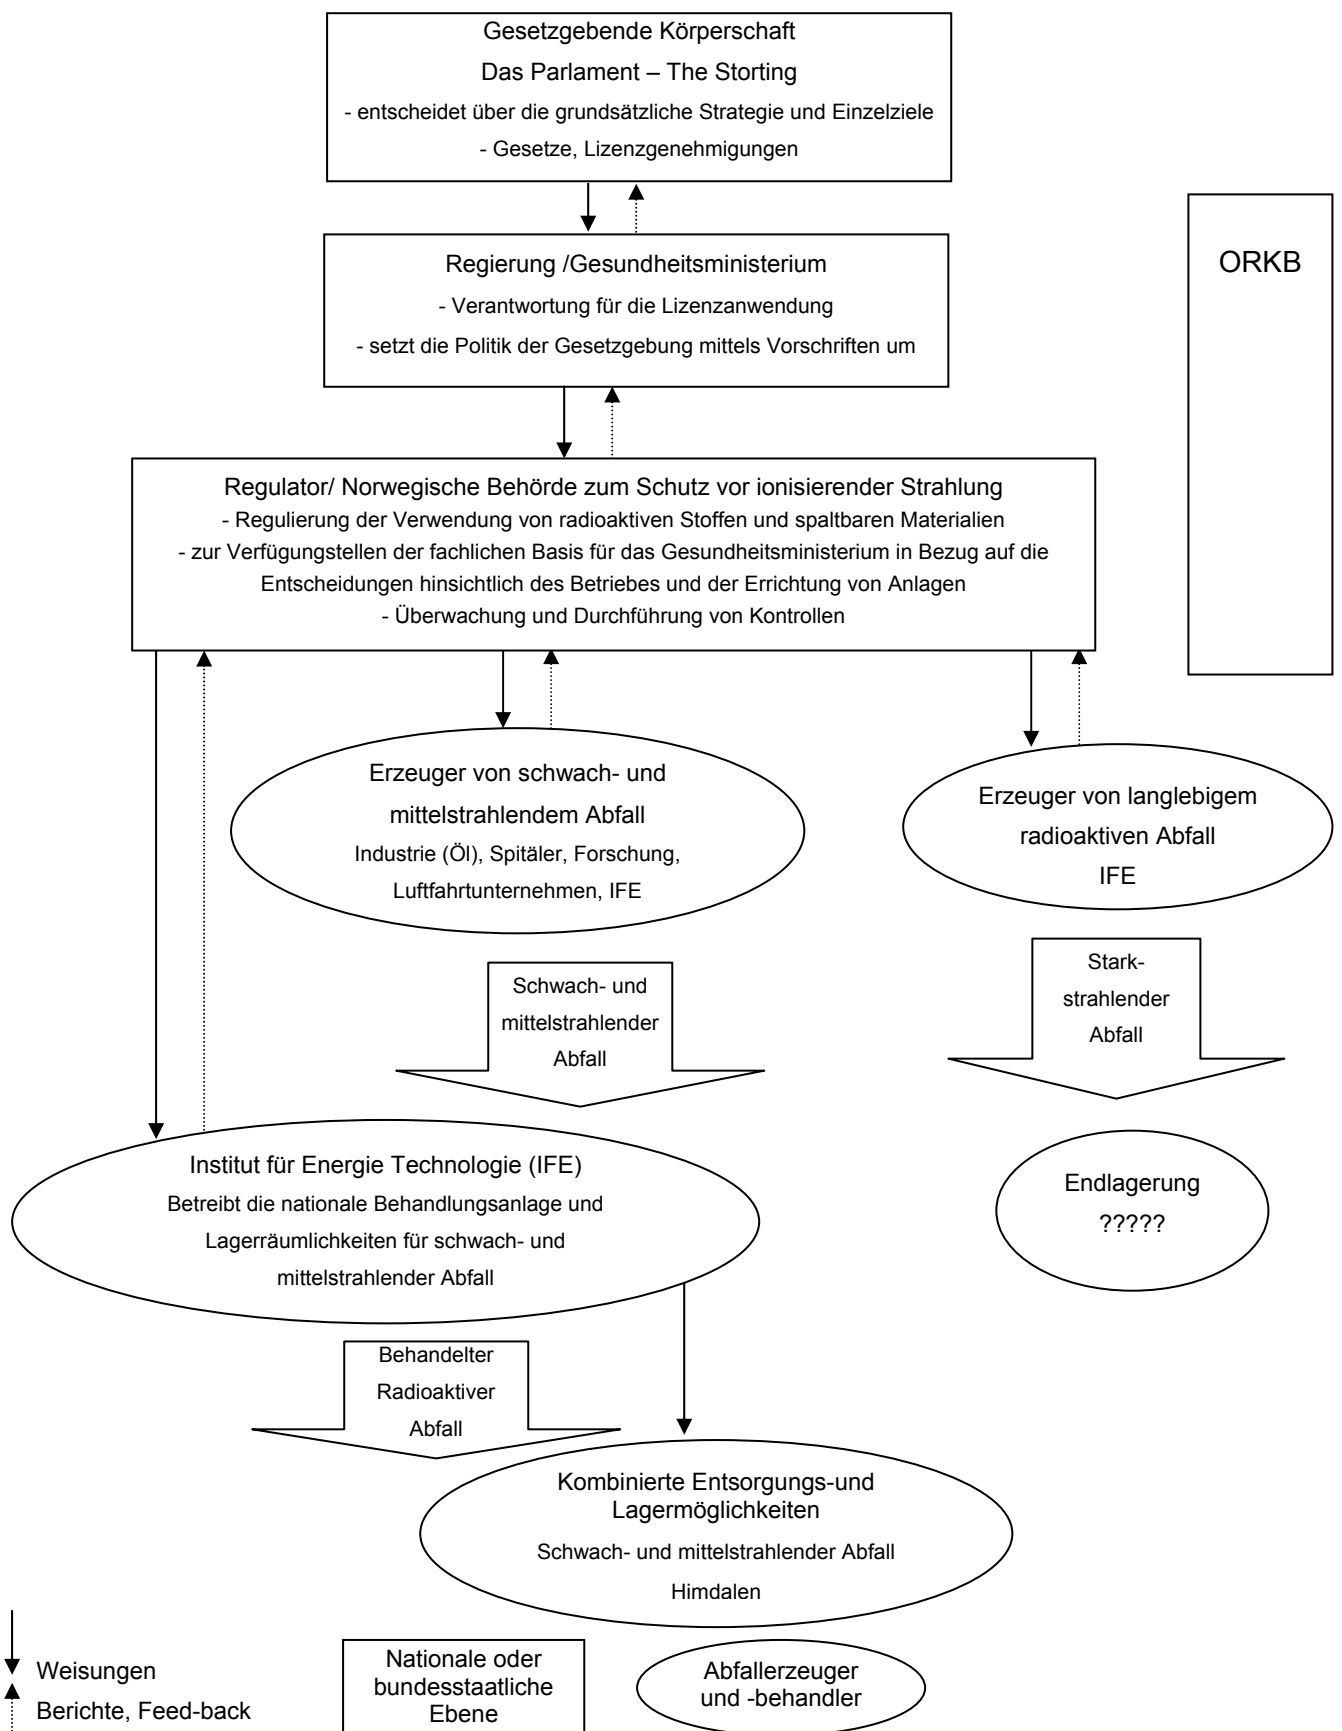 Gesetzgebende Körperschaft
Das Parlament – The Storting
- entscheidet über die grundsätzliche Strategie und Einzelziele
- Gesetze, Lizenzgenehmigungen
ORKB
Regierung /Gesundheitsministerium
- Verantwortung für die Lizenzanwendung
- setzt die Politik der Gesetzgebung mittels Vorschriften um
Regulator/ Norwegische Behörde zum Schutz vor ionisierender Strahlung
- Regulierung der Verwendung von radioaktiven Stoffen und spaltbaren Materialien
- zur Verfügungstellen der fachlichen Basis für das Gesundheitsministerium in Bezug auf die
Entscheidungen hinsichtlich des Betriebes und der Errichtung von Anlagen
- Überwachung und Durchführung von Kontrollen
Erzeuger von schwach- und
mittelstrahlendem Abfall
Industrie (Öl), Spitäler, Forschung,
Luftfahrtunternehmen, IFE
Erzeuger von langlebigem
radioaktiven Abfall
IFE
Schwach- und
mittelstrahlender
Abfall
Stark-
strahlender
Abfall
Institut für Energie Technologie (IFE)
Betreibt die nationale Behandlungsanlage und
Lagerräumlichkeiten für schwach- und
mittelstrahlender Abfall
Endlagerung
?????
Behandelter
Radioaktiver
Abfall
Kombinierte Entsorgungs-und
Lagermöglichkeiten
Schwach- und mittelstrahlender Abfall
Himdalen
Weisungen
Berichte, Feed-back
Nationale oder
bundesstaatliche
Ebene
Abfallerzeuger
und -behandler